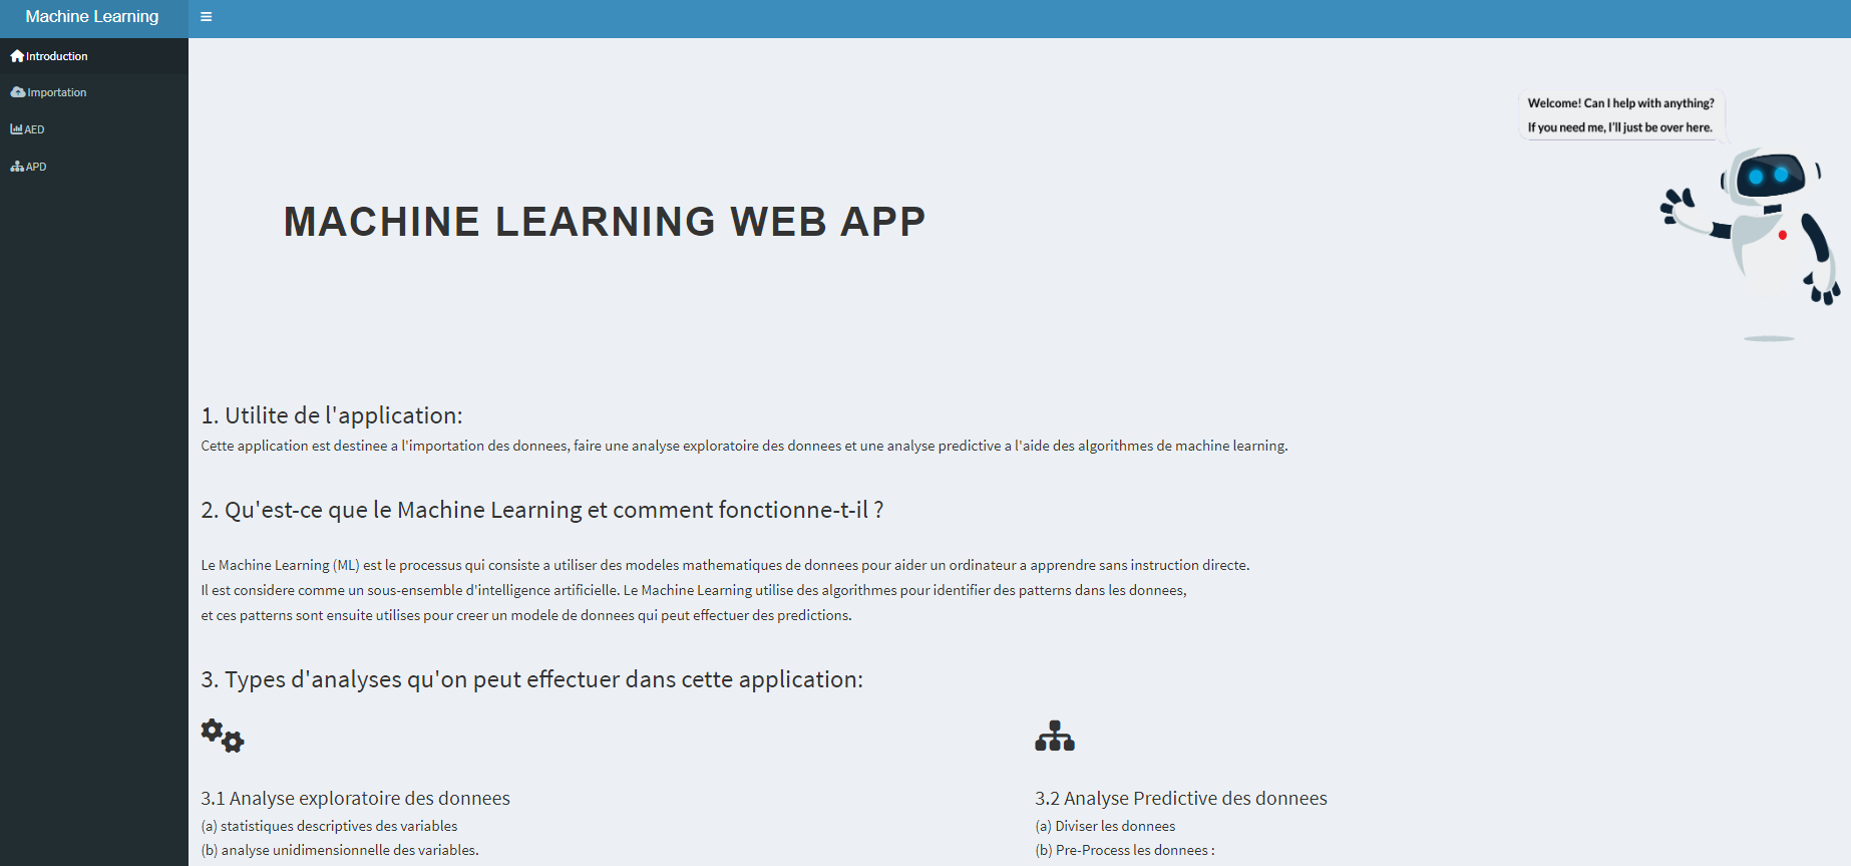 Machine Learning
Introduction
Importation
AED
APD
Welcome! Can I help with anything?
If you need me, I'll just be over here.
MACHINE LEARNING WEB APP
1. Utilite de l'application:
Cette application est destinee a l'importation des donnees, faire une analyse exploratoire des donnees et une analyse predictive a l'aide des algorithmes de machine learning.
2. Qu'est-ce que le Machine Learning et comment fonctionne-t-il ?
Le Machine Learning (ML) est le processus qui consiste a utiliser des modeles mathematiques de donnees pour aider un ordinateur a apprendre sans instruction directe.
Il est considere comme un sous-ensemble d'intelligence artificielle. Le Machine Learning utilise des algorithmes pour identifier des patterns dans les donnees,
et ces patterns sont ensuite utilises pour creer un modele de donnees qui peut effectuer des predictions.
3. Types d'analyses qu'on peut effectuer dans cette application:
3.1 Analyse exploratoire des donnees
(a) statistiques descriptives des variables
(b) analyse unidimensionnelle des variables.
3.2 Analyse Predictive des donnees
(a) Diviser les donnees
(b) Pre-Process les donnees :